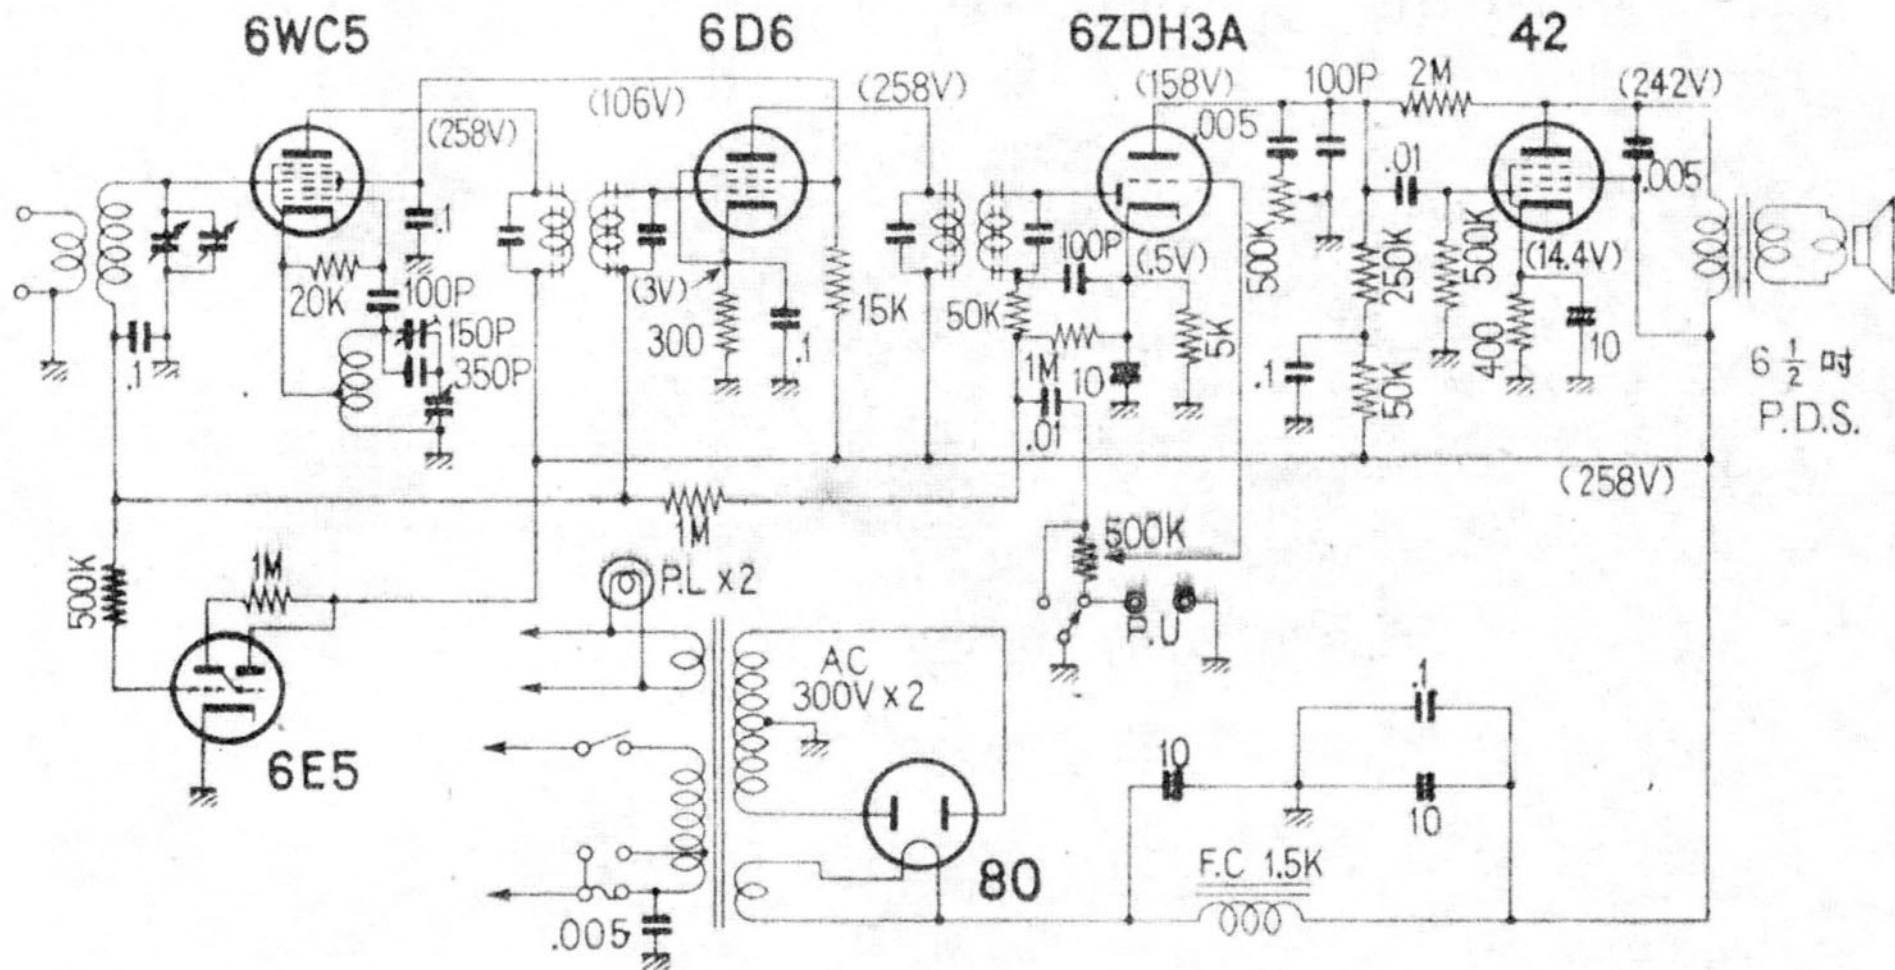 6WC5
6D6
6ZDH3A
42
(258V)
(106V)
(258V)
(158V)
100P
2M
(242V)
.005
.01
.005
.1
20K
100P
150P
350P
.1
(3V)
300
.1
15K
50K
100P
(.5V)
5K
1M
10
.01
500K
250K
500K
(14.4V)
400
10
.1
50K
6 1/2 吋
P.D.S.
(258V)
1M
500K
500K
1M
P.L x2
P.U
6E5
AC
300V x 2
80
10
.1
10
F.C 1.5K
.005